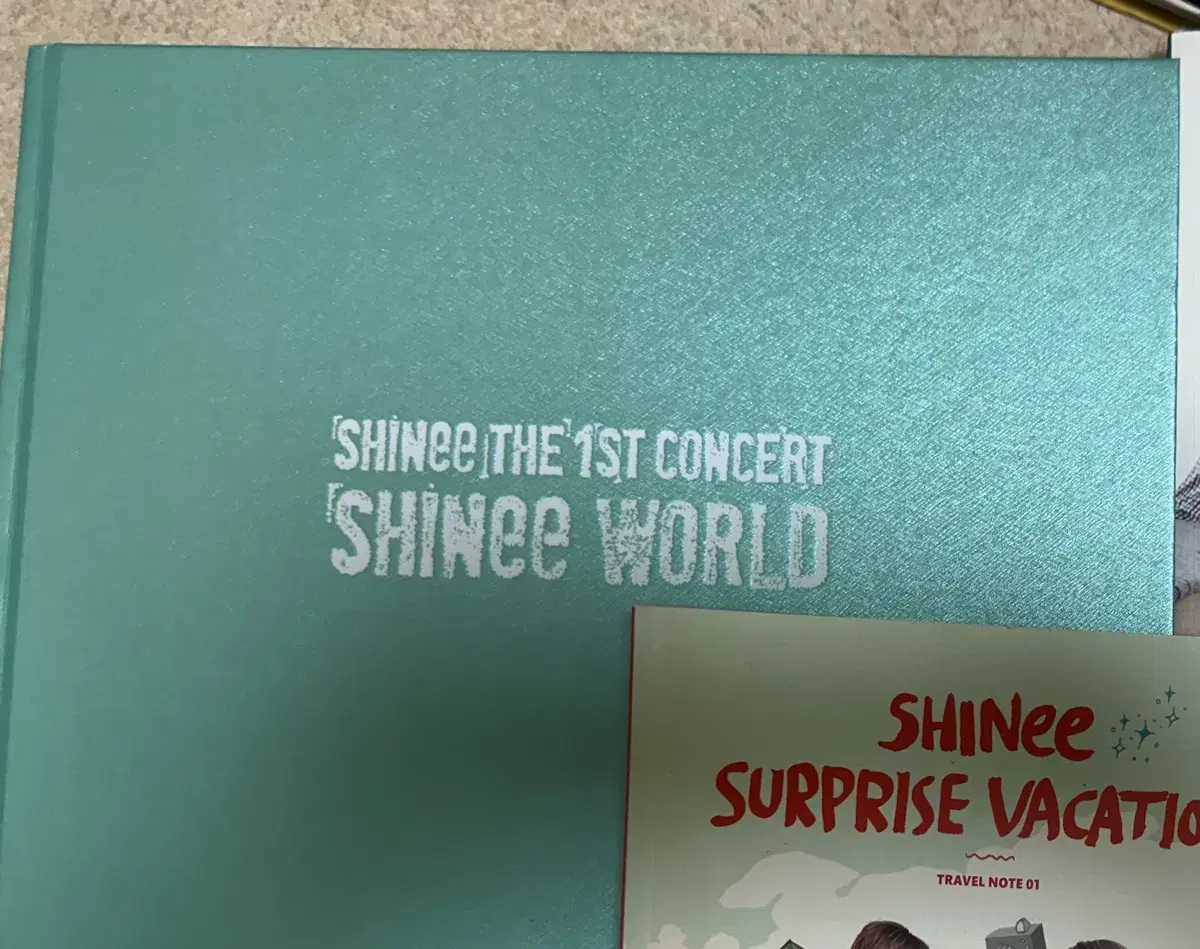 SHINee THE 1ST CONCERT
SHINee WORLD
SHINee
SURPRISE VACATIO
TRAVEL NOTE 01